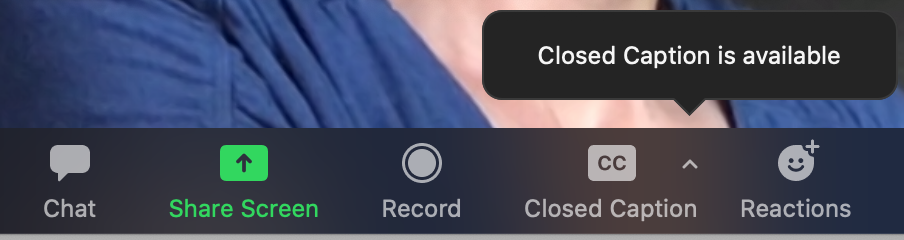 Closed Caption is available
CC
Chat
Share Screen
Record
Closed Caption
Reactions